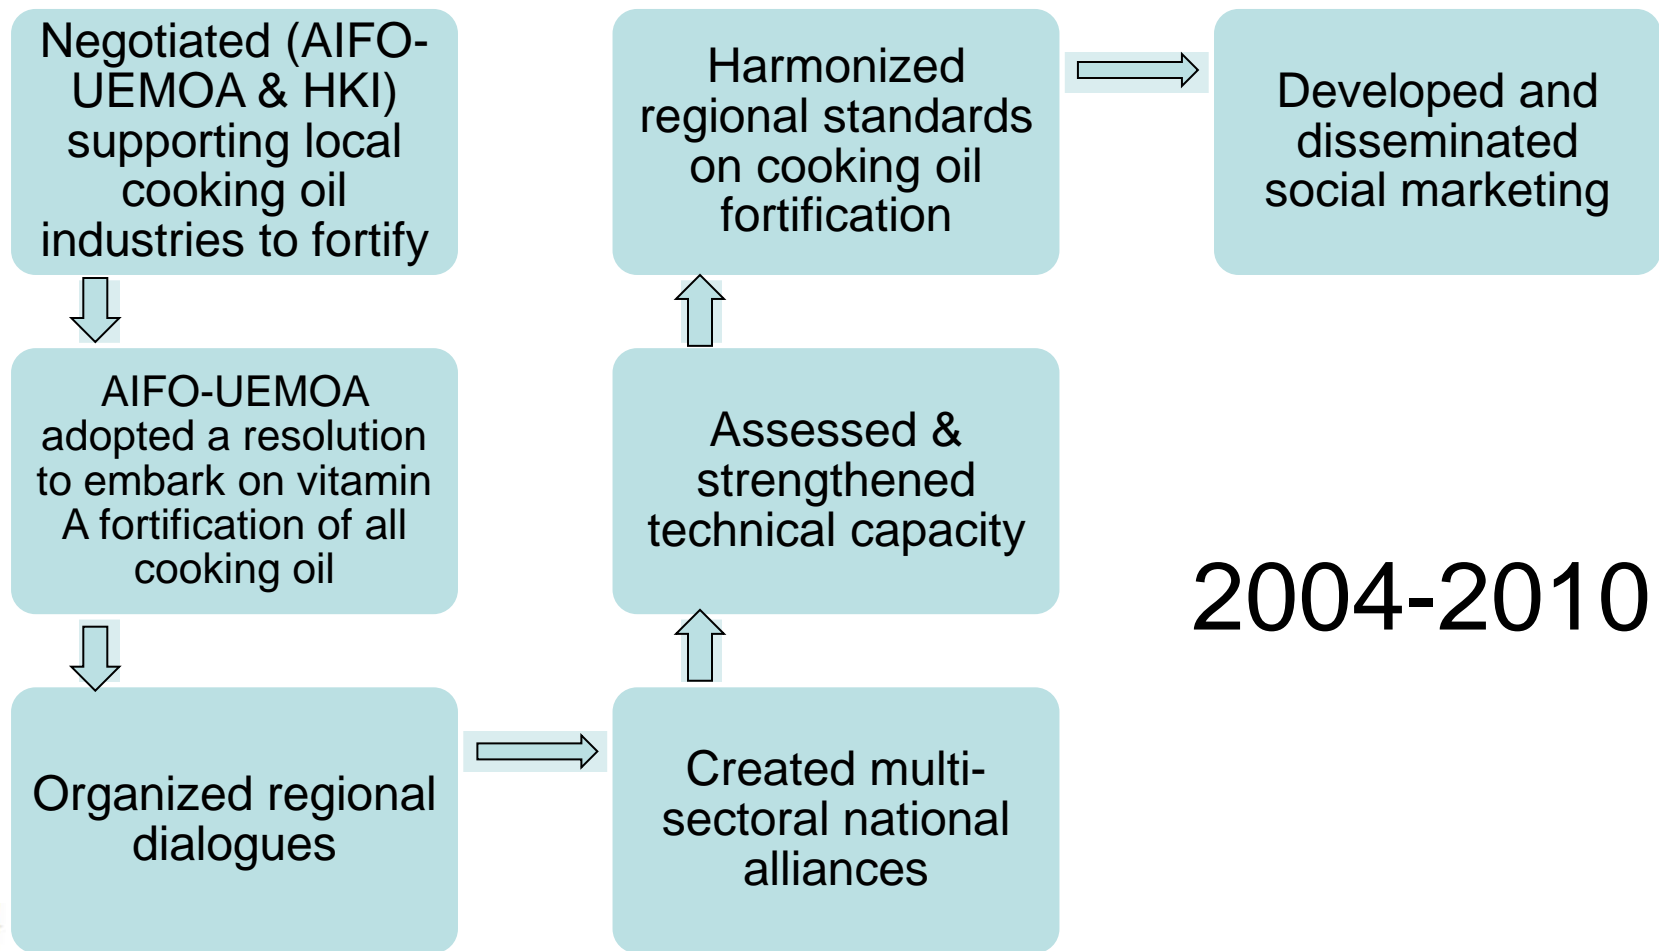 Negotiated (AIFO-
UEMOA & HKI)
supporting local
cooking oil
industries to fortify
AIFO-UEMOA
adopted a resolution
to embark on vitamin
A fortification of all
cooking oil
Organized regional
dialogues
Created multi-
sectoral national
alliances
Assessed &
strengthened
technical capacity
Harmonized
regional standards
on cooking oil
fortification
Developed and
disseminated
social marketing
2004-2010